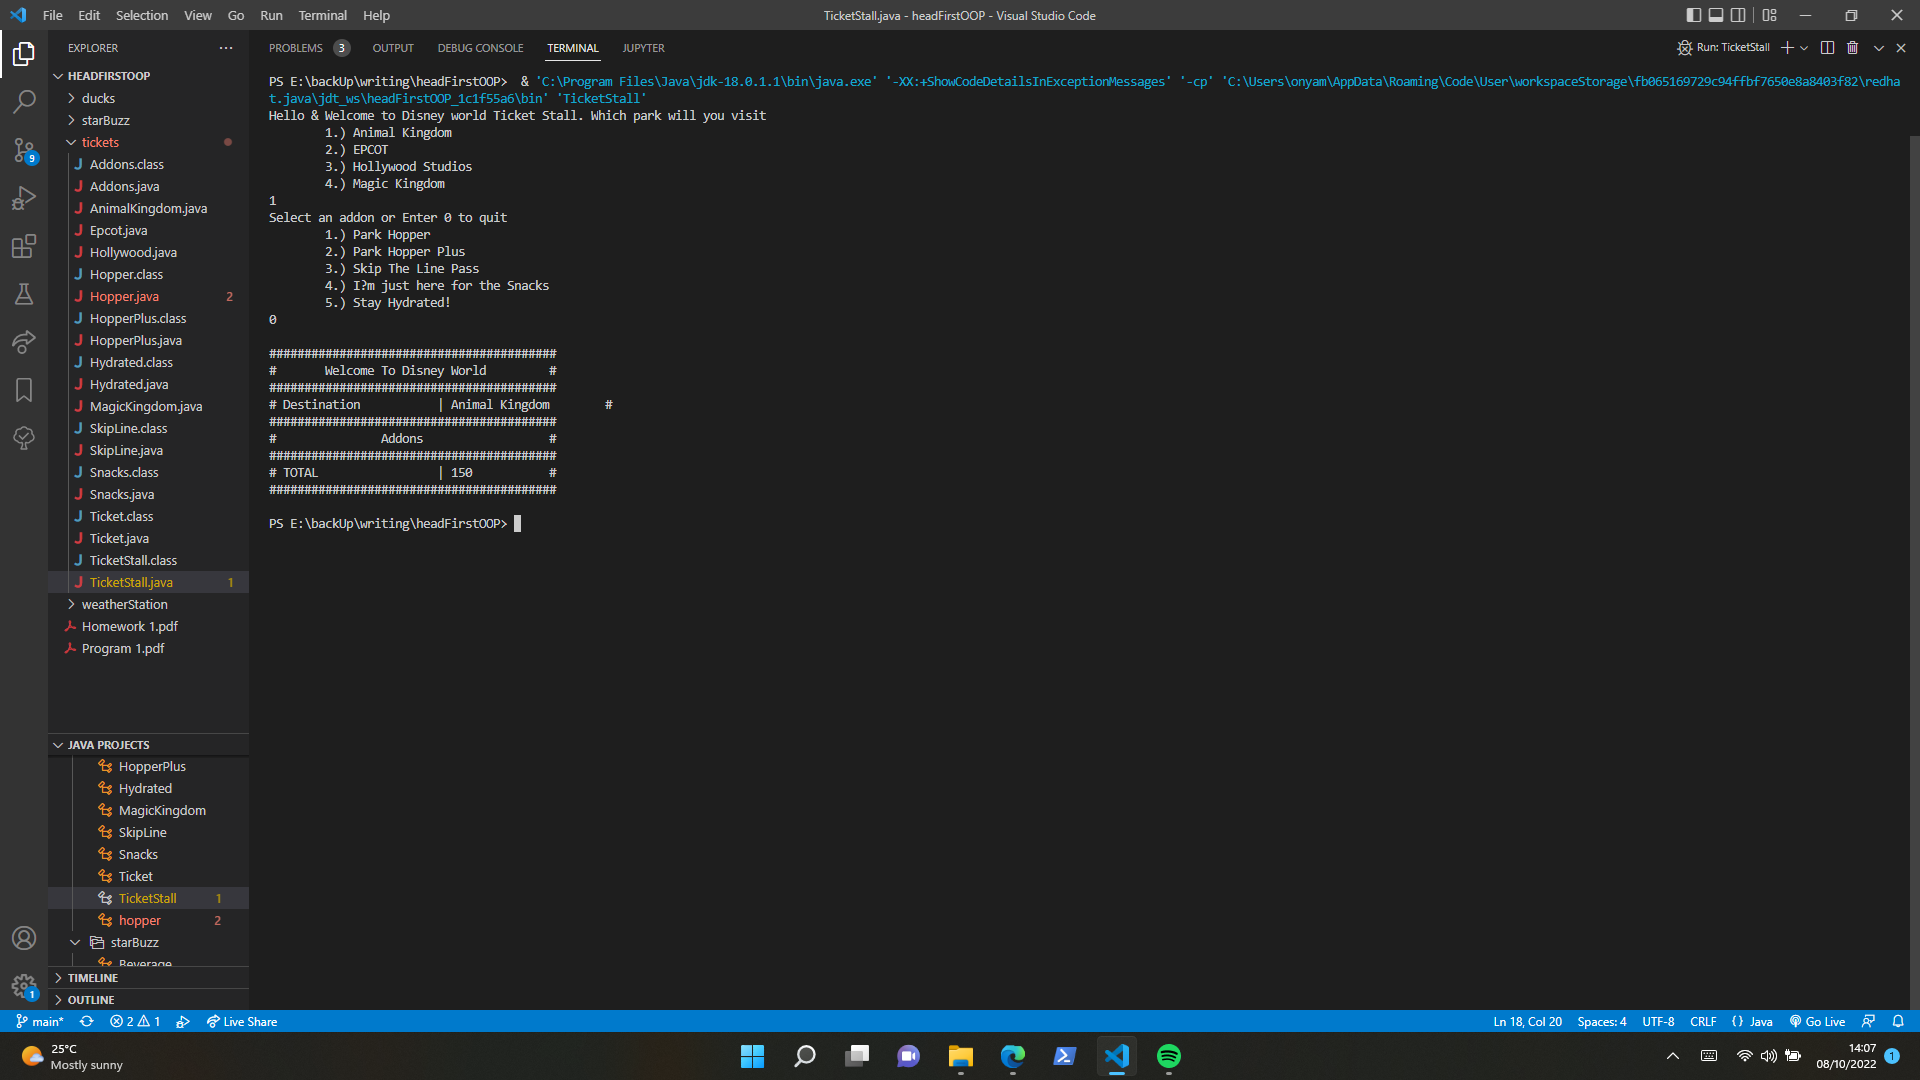 File Edit Selection View Go Run Terminal Help
TicketStall.java - headFirstOOP - Visual Studio Code
EXPLORER
HEADFIRSTOOP
ducks
starBuzz
tickets
Addons.class
Addons.java
AnimalKingdom.java
Epcot.java
Hollywood.java
Hopper.class
Hopper.java 2
HopperPlus.class
HopperPlus.java
Hydrated.class
Hydrated.java
MagicKingdom.java
SkipLine.class
SkipLine.java
Snacks.class
Snacks.java
Ticket.class
Ticket.java
TicketStall.class
TicketStall.java 1
weatherStation
Homework 1.pdf
Program 1.pdf
JAVA PROJECTS
HopperPlus
Hydrated
MagicKingdom
SkipLine
Snacks
Ticket
TicketStall 1
hopper 2
starBuzz
Beverage
TIMELINE
OUTLINE
9
1
PROBLEMS 3 OUTPUT DEBUG CONSOLE TERMINAL JUPYTER
Run: TicketStall
PS E:\backUp\writing\headFirstOOP>  & 'C:\Program Files\Java\jdk-18.0.1.1\bin\java.exe' '-XX:+ShowCodeDetailsInExceptionMessages' '-cp' 'C:\Users\onyam\AppData\Roaming\Code\User\workspaceStorage\fb065169729c94ffbf7650e8a8403f82\redha
t.java\jdt_ws\headFirstOOP_1c1f55a6\bin' 'TicketStall'
Hello & Welcome to Disney world Ticket Stall. Which park will you visit
1.) Animal Kingdom
2.) EPCOT
3.) Hollywood Studios
4.) Magic Kingdom
1
Select an addon or Enter 0 to quit
1.) Park Hopper
2.) Park Hopper Plus
3.) Skip The Line Pass
4.) I?m just here for the Snacks
5.) Stay Hydrated!
0
#########################################
# Welcome To Disney World #
#########################################
# Destination | Animal Kingdom #
#########################################
# Addons #
#########################################
# TOTAL | 150 #
#########################################
PS E:\backUp\writing\headFirstOOP>
main* 2 1 Live Share
Ln 18, Col 20 Spaces: 4 UTF-8 CRLF {} Java Go Live
25°C
Mostly sunny
14:07
08/10/2022
1